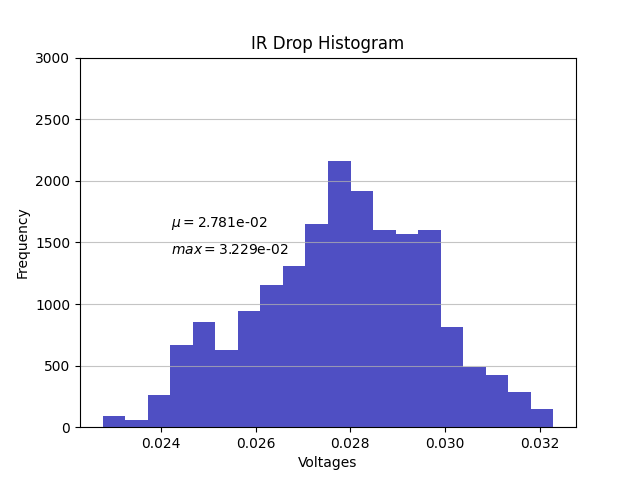 IR Drop Histogram
3000
2500
2000
1500
1000
500
0
Frequency
μ = 2.781e-02
max = 3.229e-02
0.024 0.026 0.028 0.030 0.032
Voltages